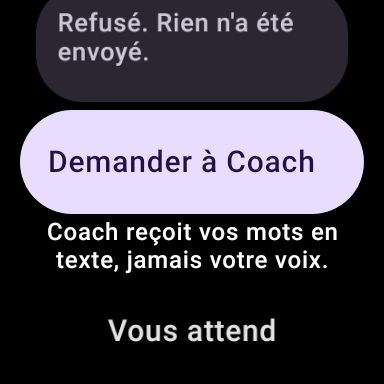 Refusé. Rien n'a été
envoyé.
Demander à Coach
Coach reçoit vos mots en
texte, jamais votre voix.
Vous attend